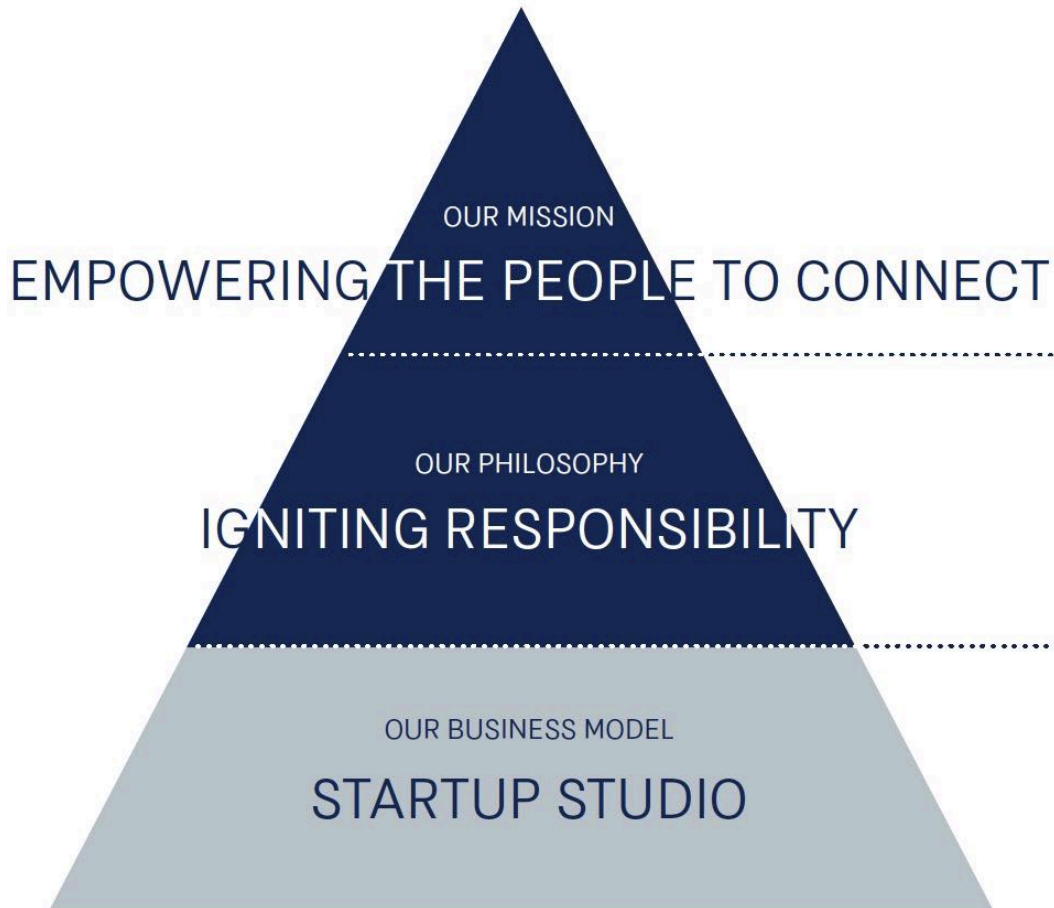 OUR MISSION
EMPOWERING THE PEOPLE TO CONNECT
OUR PHILOSOPHY
IGNITING RESPONSIBILITY
OUR BUSINESS MODEL
STARTUP STUDIO